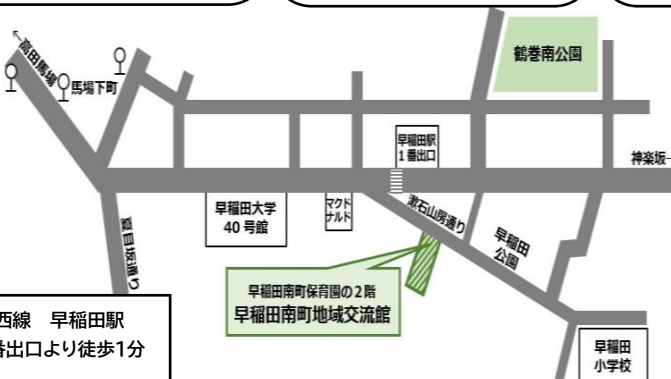 高田馬場
馬場下町
鶴巻南公園
早稲田駅
1番出口
神楽坂
早稲田大学
40号館
マクド
ナルド
漱石山房通り
早稲田
公園
夏目坂通り
早稲田南町保育園の2階
早稲田南町地域交流館
西線 早稲田駅
番出口より徒歩1分
早稲田
小学校